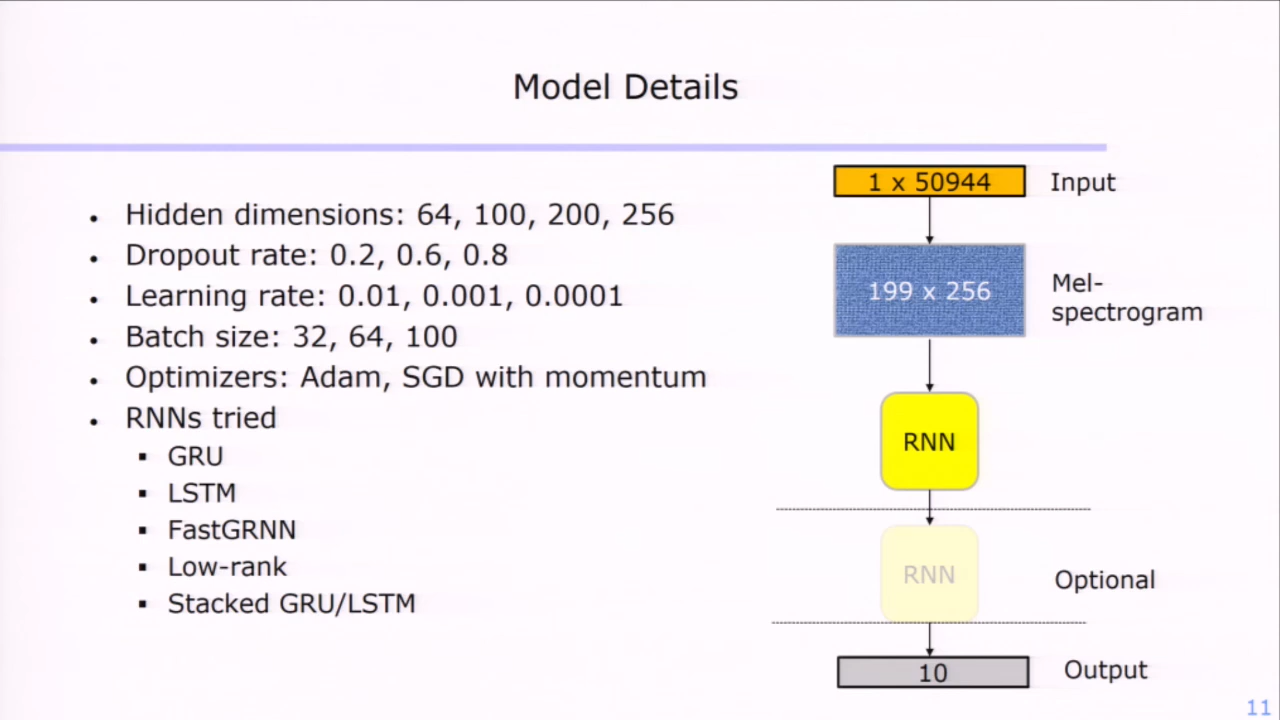 Model Details
• Hidden dimensions: 64, 100, 200, 256
• Dropout rate: 0.2, 0.6, 0.8
• Learning rate: 0.01, 0.001, 0.0001
• Batch size: 32, 64, 100
• Optimizers: Adam, SGD with momentum
• RNNs tried
▪ GRU
▪ LSTM
▪ FastGRNN
▪ Low-rank
▪ Stacked GRU/LSTM
1 x 50944
Input
199 x 256
Mel-
spectrogram
RNN
RNN
Optional
10
Output
11